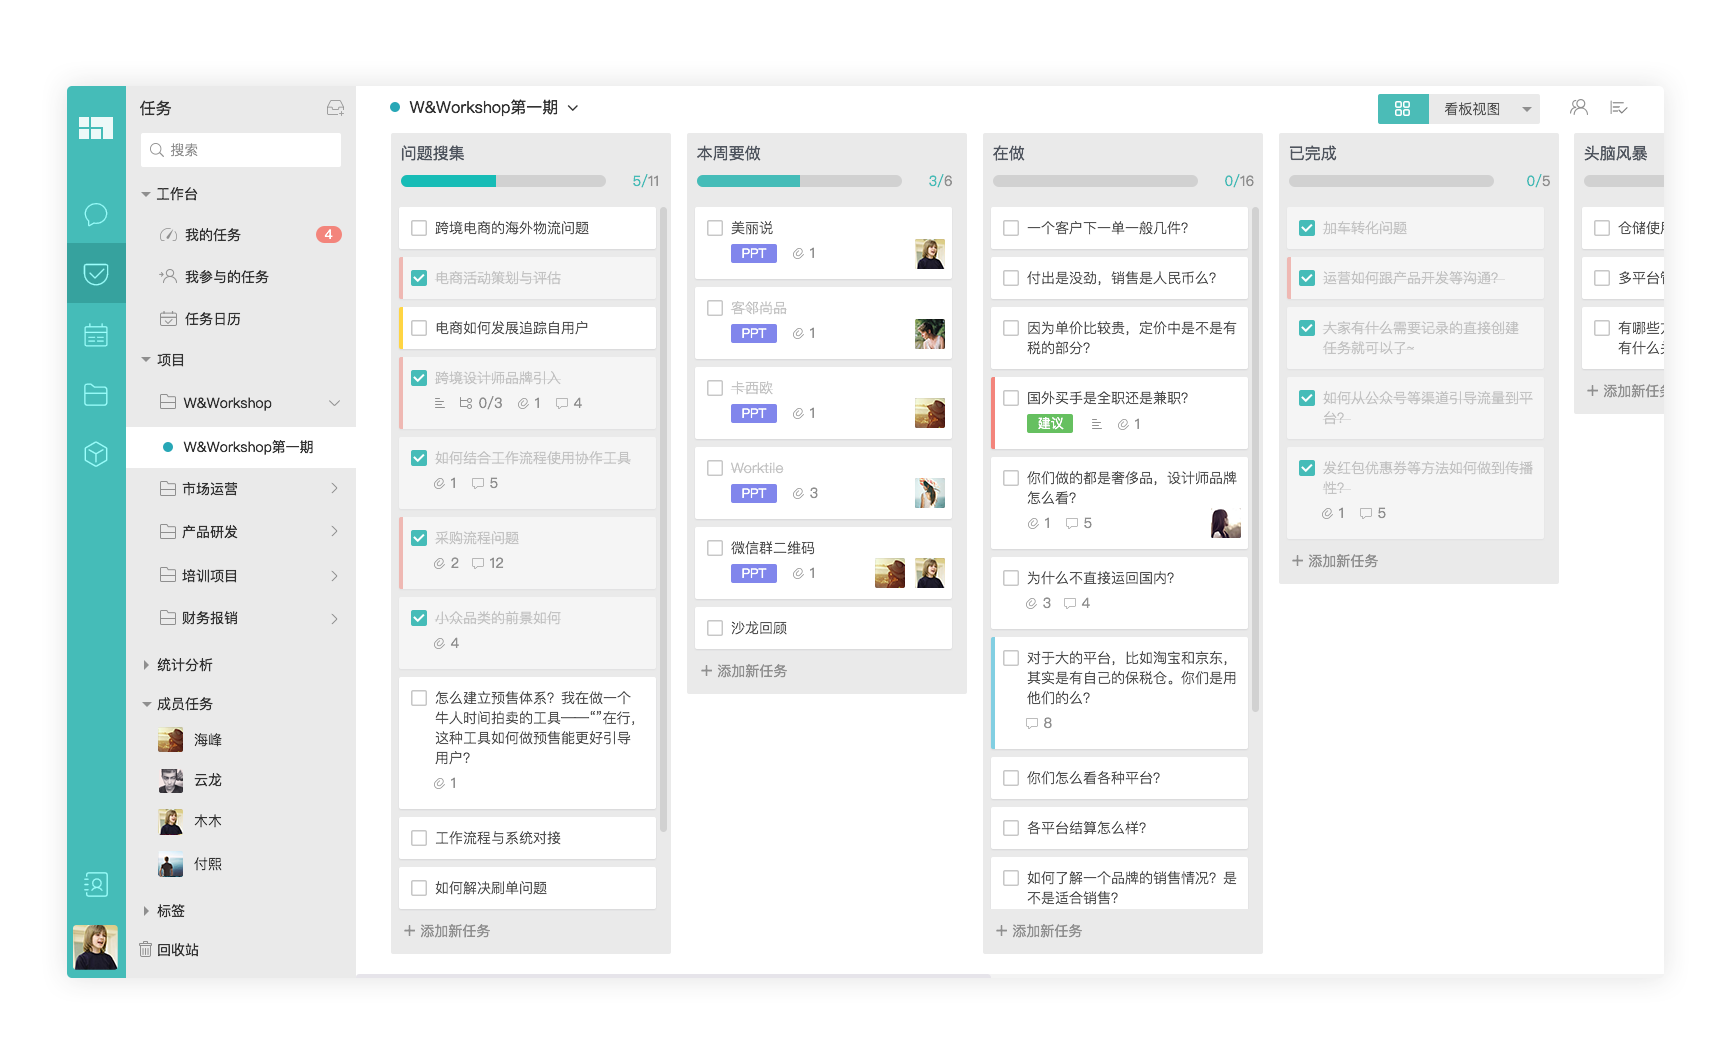 任务
搜索
工作台
我的任务
4
我参与的任务
任务日历
项目
W&Workshop
W&Workshop第一期
市场运营
产品研发
培训项目
财务报销
统计分析
成员任务
海峰
云龙
木木
付熙
标签
回收站
W&Workshop第一期
看板视图
问题搜集
5/11
跨境电商的海外物流问题
电商活动策划与评估
电商如何发展追踪自用户
跨境设计师品牌引入
0/3 1 4
如何结合工作流程使用协作工具
1 5
采购流程问题
2 12
小众品类的前景如何
4
怎么建立预售体系？我在做一个
牛人时间拍卖的工具——“”在行，
这种工具如何做预售能更好引导
用户？
1
工作流程与系统对接
如何解决刷单问题
+ 添加新任务
本周要做
3/6
美丽说
PPT 1
客邻尚品
PPT 1
卡西欧
PPT 1
Worktile
PPT 3
微信群二维码
PPT 1
沙龙回顾
+ 添加新任务
在做
0/16
一个客户下一单一般几件？
付出是没劲，销售是人民币么？
因为单价比较贵，定价中是不是有
税的部分？
国外买手是全职还是兼职？
建议 1
你们做的都是奢侈品，设计师品牌
怎么看？
1 5
为什么不直接运回国内？
3 4
对于大的平台，比如淘宝和京东，
其实是有自己的保税仓。你们是用
他们的么？
8
你们怎么看各种平台？
各平台结算怎么样？
如何了解一个品牌的销售情况？是
不是适合销售？
+ 添加新任务
已完成
0/5
加车转化问题
运营如何跟产品开发等沟通？
大家有什么需要记录的直接创建
任务就可以了~
如何从公众号等渠道引导流量到平
台？
发红包优惠券等方法如何做到传播
性？
1 5
+ 添加新任务
头脑风暴
仓储使
多平台
有哪些
有什么
+ 添加新任